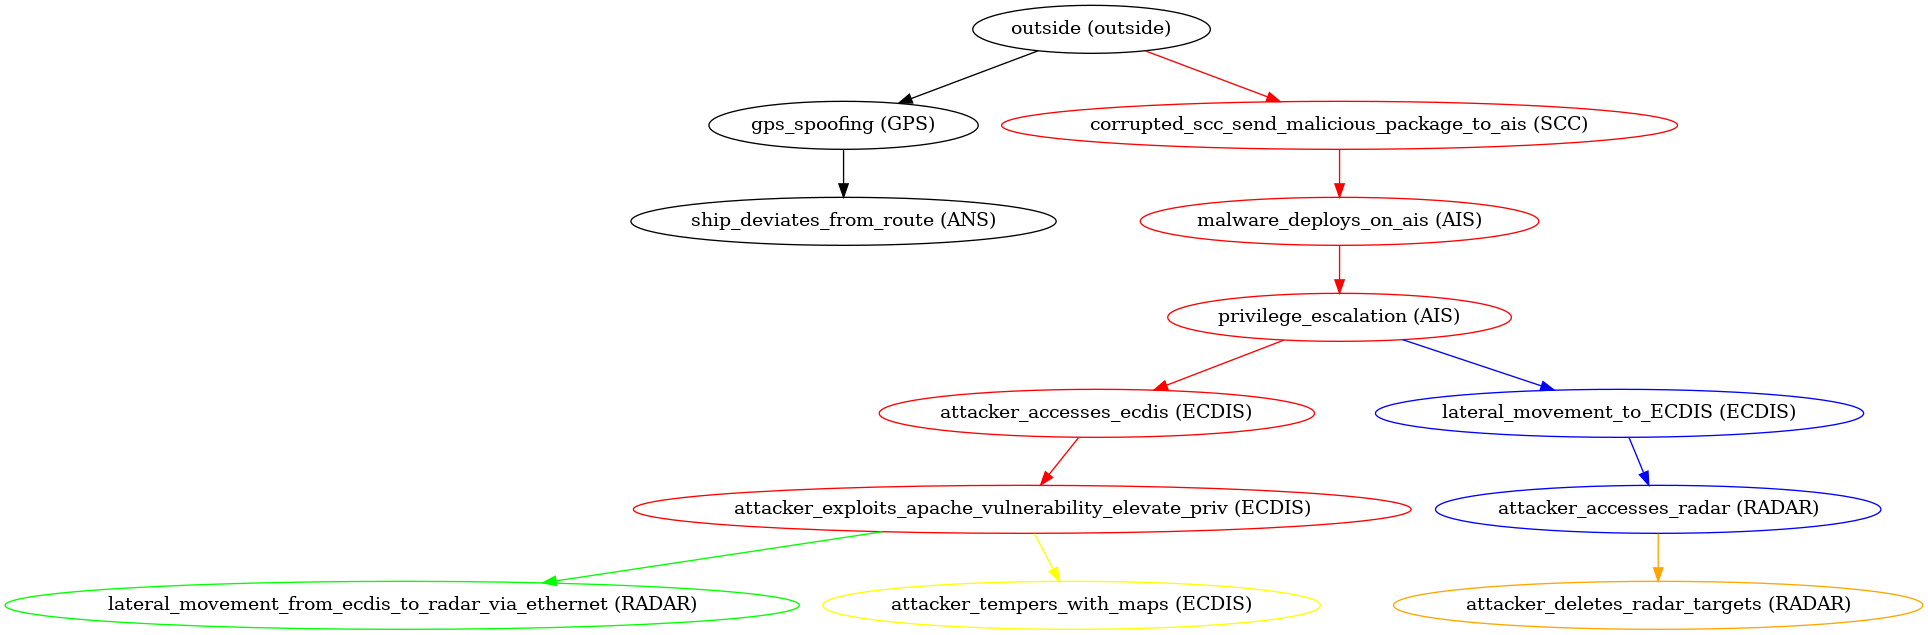 outside (outside)
gps_spoofing (GPS)
corrupted_scc_send_malicious_package_to_ais (SCC)
ship_deviates_from_route (ANS)
malware_deploys_on_ais (AIS)
privilege_escalation (AIS)
attacker_accesses_ecdis (ECDIS)
lateral_movement_to_ECDIS (ECDIS)
attacker_exploits_apache_vulnerability_elevate_priv (ECDIS)
attacker_accesses_radar (RADAR)
lateral_movement_from_ecdis_to_radar_via_ethernet (RADAR)
attacker_tempers_with_maps (ECDIS)
attacker_deletes_radar_targets (RADAR)